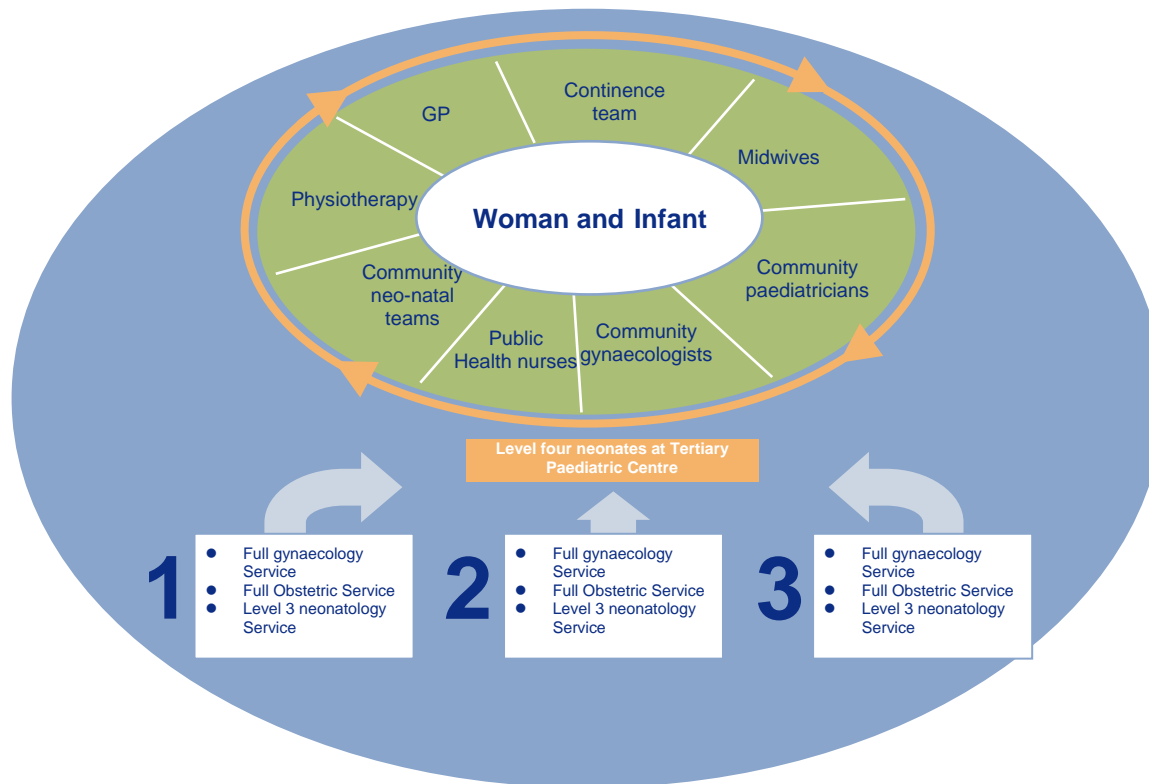 Continence
team
GP
Midwives
Physiotherapy
Woman and Infant
Community
paediatricians
Community
neo-natal
teams
Public
Health nurses
Community
gynaecologists
Level four neonates at Tertiary
Paediatric Centre
1
● Full gynaecology
Service
● Full Obstetric Service
● Level 3 neonatology
Service
2
● Full gynaecology
Service
● Full Obstetric Service
● Level 3 neonatology
Service
3
● Full gynaecology
Service
● Full Obstetric Service
● Level 3 neonatology
Service